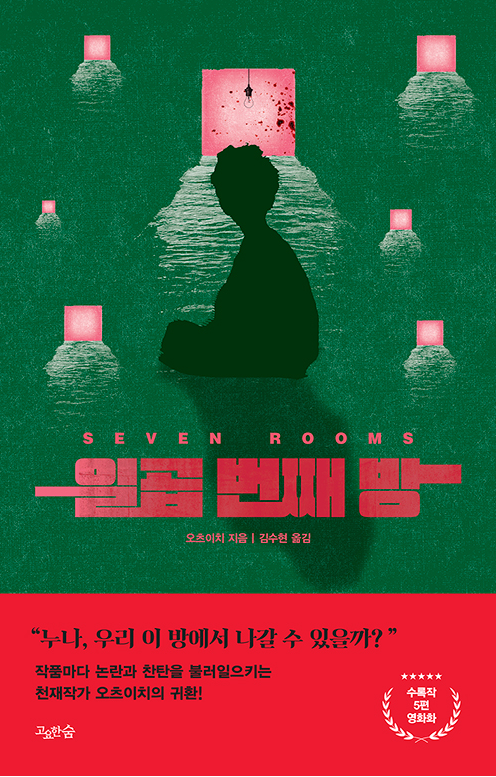 SEVEN ROOMS
일곱 번째 방
오츠이치 지음 | 김수현 옮김
“누나, 우리 이 방에서 나갈 수 있을까?”
작품마다 논란과 찬탄을 불러일으키는
천재작가 오츠이치의 귀환!
★★★★★
수록작
5편
영화화
고요한숨